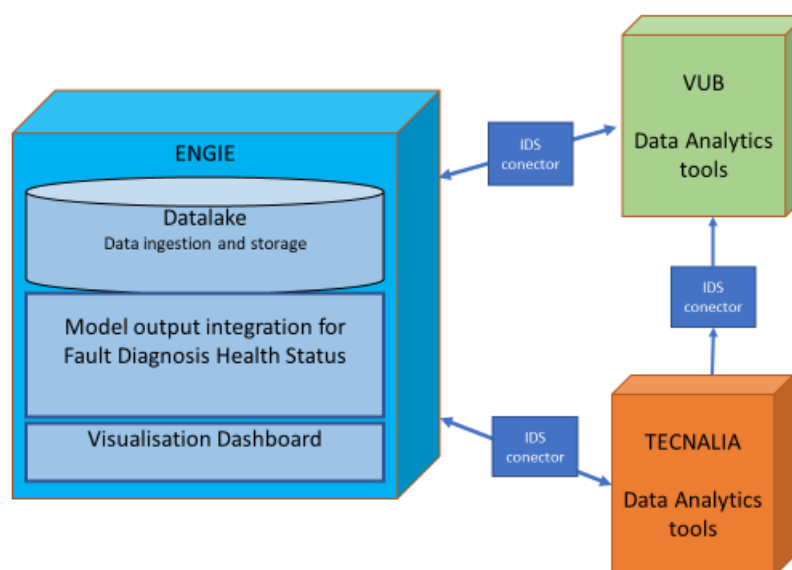 ENGIE
Datalake
Data ingestion and storage
Model output integration for
Fault Diagnosis Health Status
Visualisation Dashboard
IDS
conector
VUB
Data Analytics
tools
IDS
conector
IDS
conector
TECNALIA
Data Analytics
tools